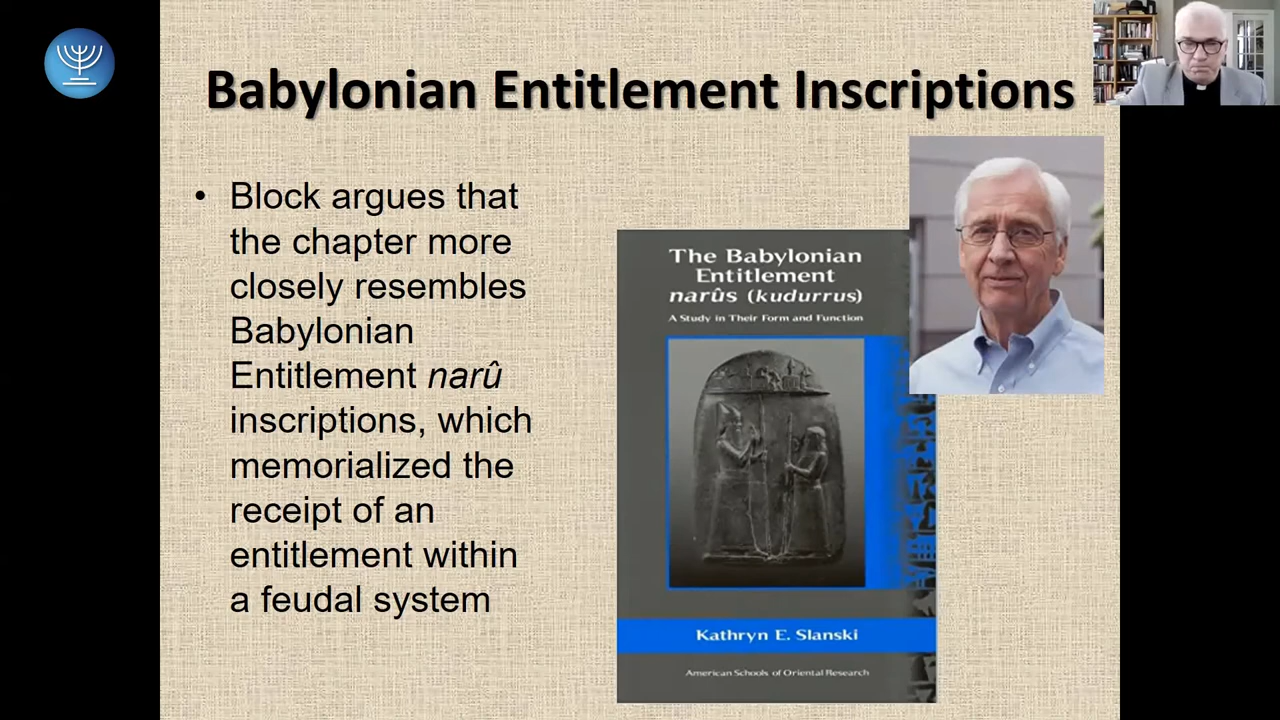 Babylonian Entitlement Inscriptions
• Block argues that
the chapter more
closely resembles
Babylonian
Entitlement narû
inscriptions, which
memorialized the
receipt of an
entitlement within
a feudal system
The Babylonian
Entitlement
narûs (kudurrus)
A Study in Their Form and Function
Kathryn E. Slanski
American Schools of Oriental Research